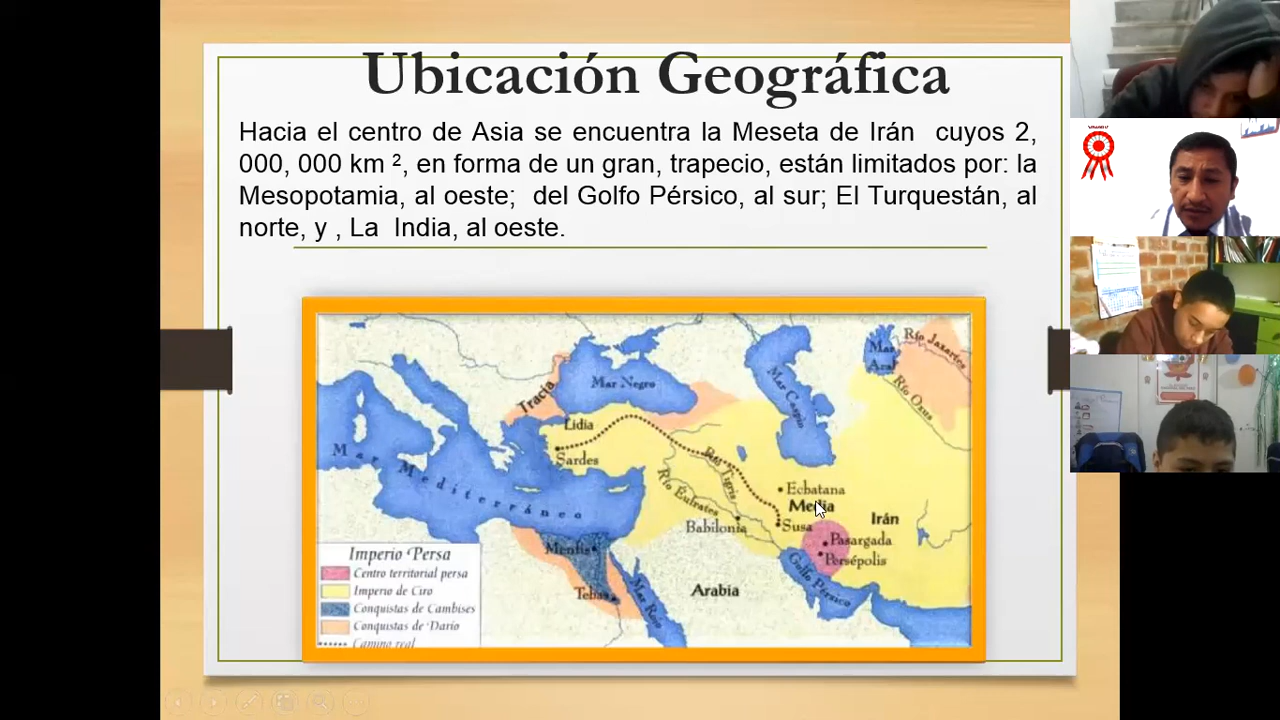 Ubicación Geográfica
Hacia el centro de Asia se encuentra la Meseta de Irán cuyos 2,
000, 000 km ², en forma de un gran, trapecio, están limitados por: la
Mesopotamia, al oeste; del Golfo Pérsico, al sur; El Turquestán, al
norte, y , La India, al oeste.
Mar Mediterráneo
Tracia
Mar Negro
Lidia
Sardes
Mar Caspio
Mar Aral
Río Jaxartes
Río Oxus
Río Tigris
Río Éufrates
Ecbatana
Media
Babilonia
Susa
Irán
Pasargada
Persépolis
Golfo Pérsico
Menfis
Tebas
Mar Rojo
Arabia
Imperio Persa
Centro territorial persa
Imperio de Ciro
Conquistas de Cambises
Conquistas de Darío
Camino real